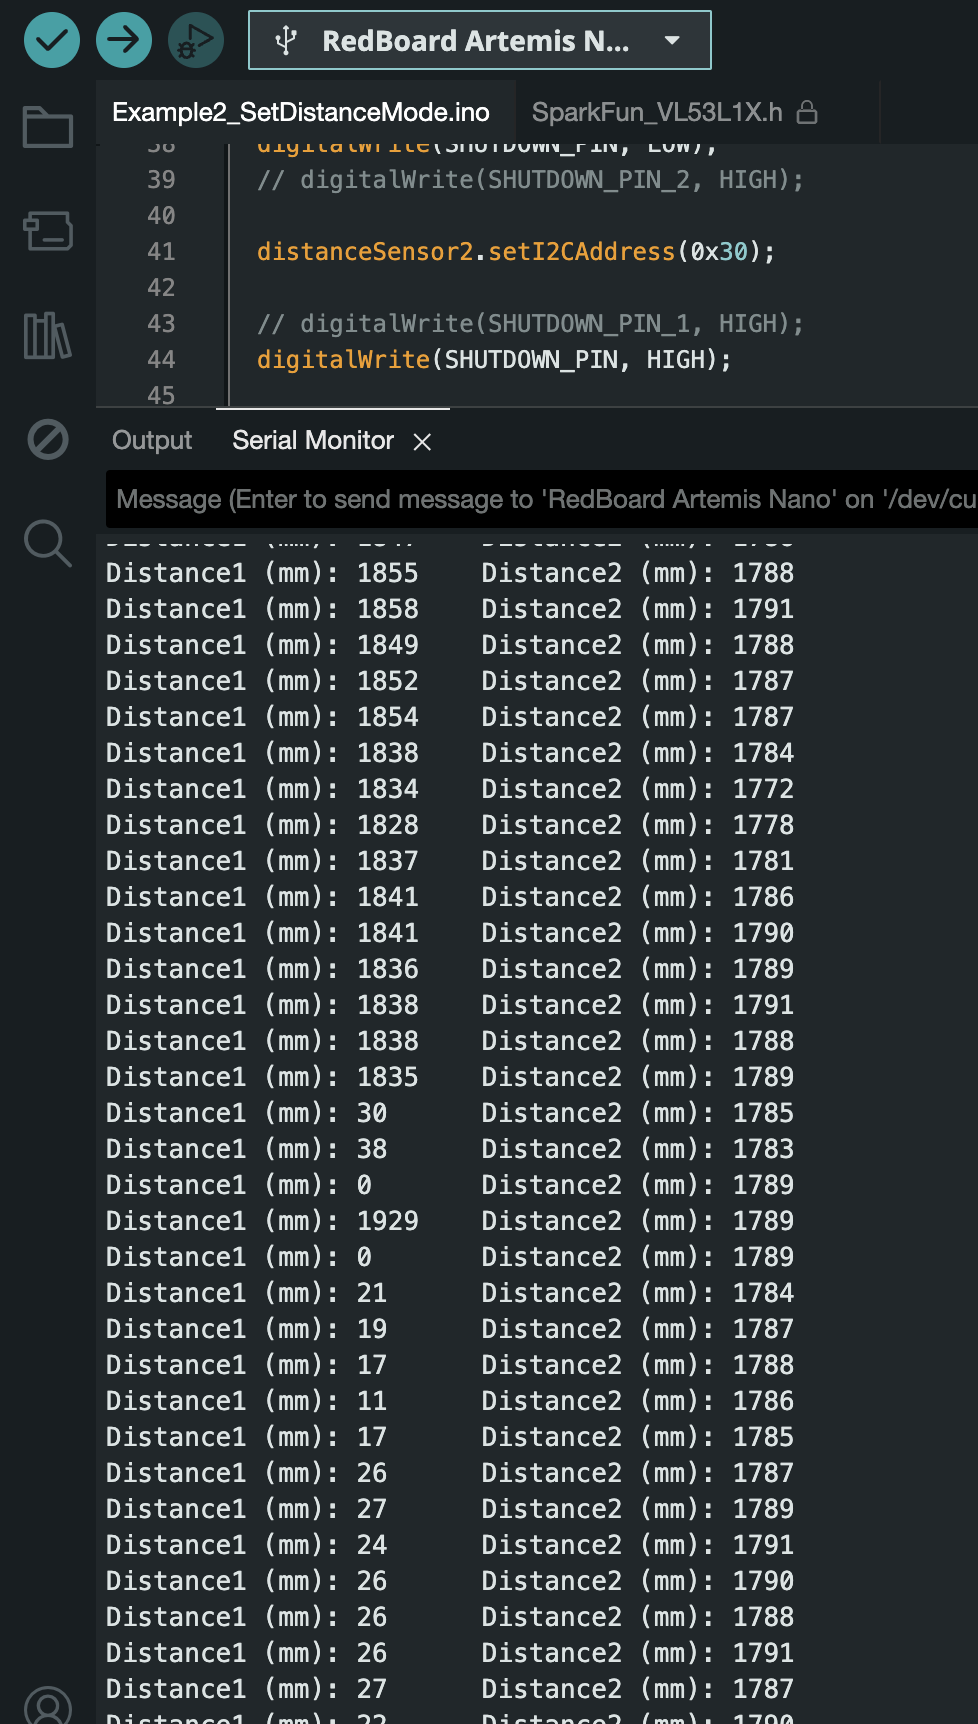 RedBoard Artemis N...
Example2_SetDistanceMode.ino SparkFun_VL53L1X.h
38 digitalWrite(SHUTDOWN_PIN, LOW);
39 // digitalWrite(SHUTDOWN_PIN_2, HIGH);
40
41 distanceSensor2.setI2CAddress(0x30);
42
43 // digitalWrite(SHUTDOWN_PIN_1, HIGH);
44 digitalWrite(SHUTDOWN_PIN, HIGH);
45
Output Serial Monitor
Message (Enter to send message to 'RedBoard Artemis Nano' on '/dev/cu
Distance1 (mm): Distance2 (mm):
Distance1 (mm): 1855 Distance2 (mm): 1788
Distance1 (mm): 1858 Distance2 (mm): 1791
Distance1 (mm): 1849 Distance2 (mm): 1788
Distance1 (mm): 1852 Distance2 (mm): 1787
Distance1 (mm): 1854 Distance2 (mm): 1787
Distance1 (mm): 1838 Distance2 (mm): 1784
Distance1 (mm): 1834 Distance2 (mm): 1772
Distance1 (mm): 1828 Distance2 (mm): 1778
Distance1 (mm): 1837 Distance2 (mm): 1781
Distance1 (mm): 1841 Distance2 (mm): 1786
Distance1 (mm): 1841 Distance2 (mm): 1790
Distance1 (mm): 1836 Distance2 (mm): 1789
Distance1 (mm): 1838 Distance2 (mm): 1791
Distance1 (mm): 1838 Distance2 (mm): 1788
Distance1 (mm): 1835 Distance2 (mm): 1789
Distance1 (mm): 30 Distance2 (mm): 1785
Distance1 (mm): 38 Distance2 (mm): 1783
Distance1 (mm): 0 Distance2 (mm): 1789
Distance1 (mm): 1929 Distance2 (mm): 1789
Distance1 (mm): 0 Distance2 (mm): 1789
Distance1 (mm): 21 Distance2 (mm): 1784
Distance1 (mm): 19 Distance2 (mm): 1787
Distance1 (mm): 17 Distance2 (mm): 1788
Distance1 (mm): 11 Distance2 (mm): 1786
Distance1 (mm): 17 Distance2 (mm): 1785
Distance1 (mm): 26 Distance2 (mm): 1787
Distance1 (mm): 27 Distance2 (mm): 1789
Distance1 (mm): 24 Distance2 (mm): 1791
Distance1 (mm): 26 Distance2 (mm): 1790
Distance1 (mm): 26 Distance2 (mm): 1788
Distance1 (mm): 26 Distance2 (mm): 1791
Distance1 (mm): 27 Distance2 (mm): 1787
Distance1 (mm): Distance2 (mm): 1790